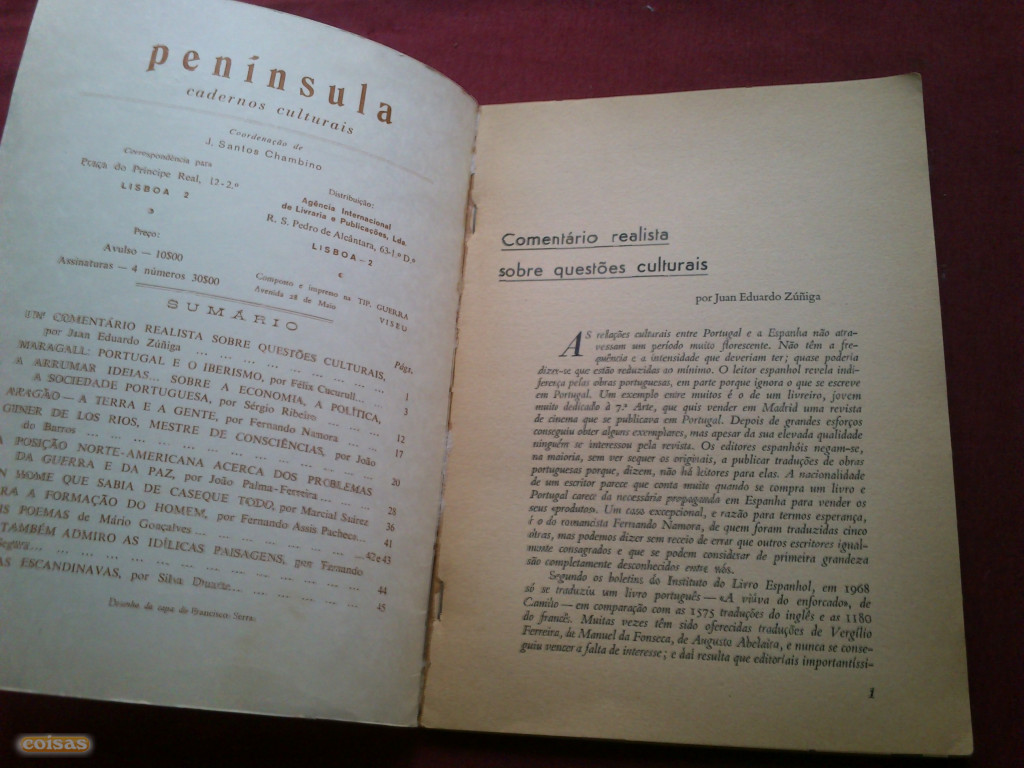 península
cadernos culturais
Coordenação de
J. Santos Chambino
Correspondência para
Praça do Príncipe Real, 12-2.º
LISBOA 2
Preço:
Avulso — 10$00
Assinaturas — 4 números 30$00
Distribuição:
Agência Internacional
de Livraria e Publicações, Lda.
R. S. Pedro de Alcântara, 63-1.º D.º
LISBOA-2
Composto e impresso na TIP. GUERRA
Avenida 28 de Maio VISEU
SUMÁRIO
Págs.
UM COMENTÁRIO REALISTA SOBRE QUESTÕES CULTURAIS,
por Juan Eduardo Zúñiga ... ... ... ... 1
MARAGALL: PORTUGAL E O IBERISMO, por Félix Cucurull... ... 3
A ARRUMAR IDEIAS... SOBRE A ECONOMIA, A POLÍTICA,
A SOCIEDADE PORTUGUESA, por Sérgio Ribeiro ... ... ... 12
ARAGÃO — A TERRA E A GENTE, por Fernando Namora ... ... 17
GINER DE LOS RIOS, MESTRE DE CONSCIÊNCIAS, por João
de Barros ... ... ... ... 20
A POSIÇÃO NORTE-AMERICANA ACERCA DOS PROBLEMAS
DA GUERRA E DA PAZ, por João Palma-Ferreira ... ... 28
HOME QUE SABIA DE CASEQUE TODO, por Marcial Suárez 36
A FORMAÇÃO DO HOMEM, por Fernando Assis Pacheco... 41
POEMAS de Mário Gonçalves ... ... ... 42 e 43
TAMBÉM ADMIRO AS IDÍLICAS PAISAGENS, por Fernando
Segura... ... ... ... 44
ESCANDINAVAS, por Silva Duarte... ... ... 45
Desenho da capa de Francisco Serra
Comentário realista
sobre questões culturais
por Juan Eduardo Zúñiga
AS relações culturais entre Portugal e a Espanha não atra-
vessam um período muito florescente. Não têm a fre-
quência e a intensidade que deveriam ter; quase poderia
dizer-se que estão reduzidas ao mínimo. O leitor espanhol revela indi-
ferença pelas obras portuguesas, em parte porque ignora o que se escreve
em Portugal. Um exemplo entre muitos é o de um livreiro, jovem
muito dedicado à 7.ª Arte, que quis vender em Madrid uma revista
de cinema que se publicava em Portugal. Depois de grandes esforços
conseguiu obter alguns exemplares, mas apesar da sua elevada qualidade
ninguém se interessou pela revista. Os editores espanhóis negam-se,
na maioria, sem ver sequer os originais, a publicar traduções de obras
portuguesas porque, dizem, não há leitores para elas. A nacionalidade
de um escritor parece que conta muito quando se compra um livro e
Portugal carece da necessária propaganda em Espanha para vender os
seus «produtos». Um caso excepcional, e razão para termos esperança,
é o do romancista Fernando Namora, de quem foram traduzidas cinco
obras, mas podemos dizer sem receio de errar que outros escritores igual-
mente consagrados e que se podem considerar de primeira grandeza
são completamente desconhecidos entre nós.
Segundo os boletins do Instituto do Livro Espanhol, em 1968
só se traduziu um livro português — «A viúva do enforcado», de
Camilo — em comparação com as 1575 traduções do inglês e as 1180
do francês. Muitas vezes têm sido oferecidas traduções de Vergílio
Ferreira, de Manuel da Fonseca, de Augusto Abelaira, e nunca se conse-
guiu vencer a falta de interesse; e daí resulta que editoriais importantíssi-
1
coisas